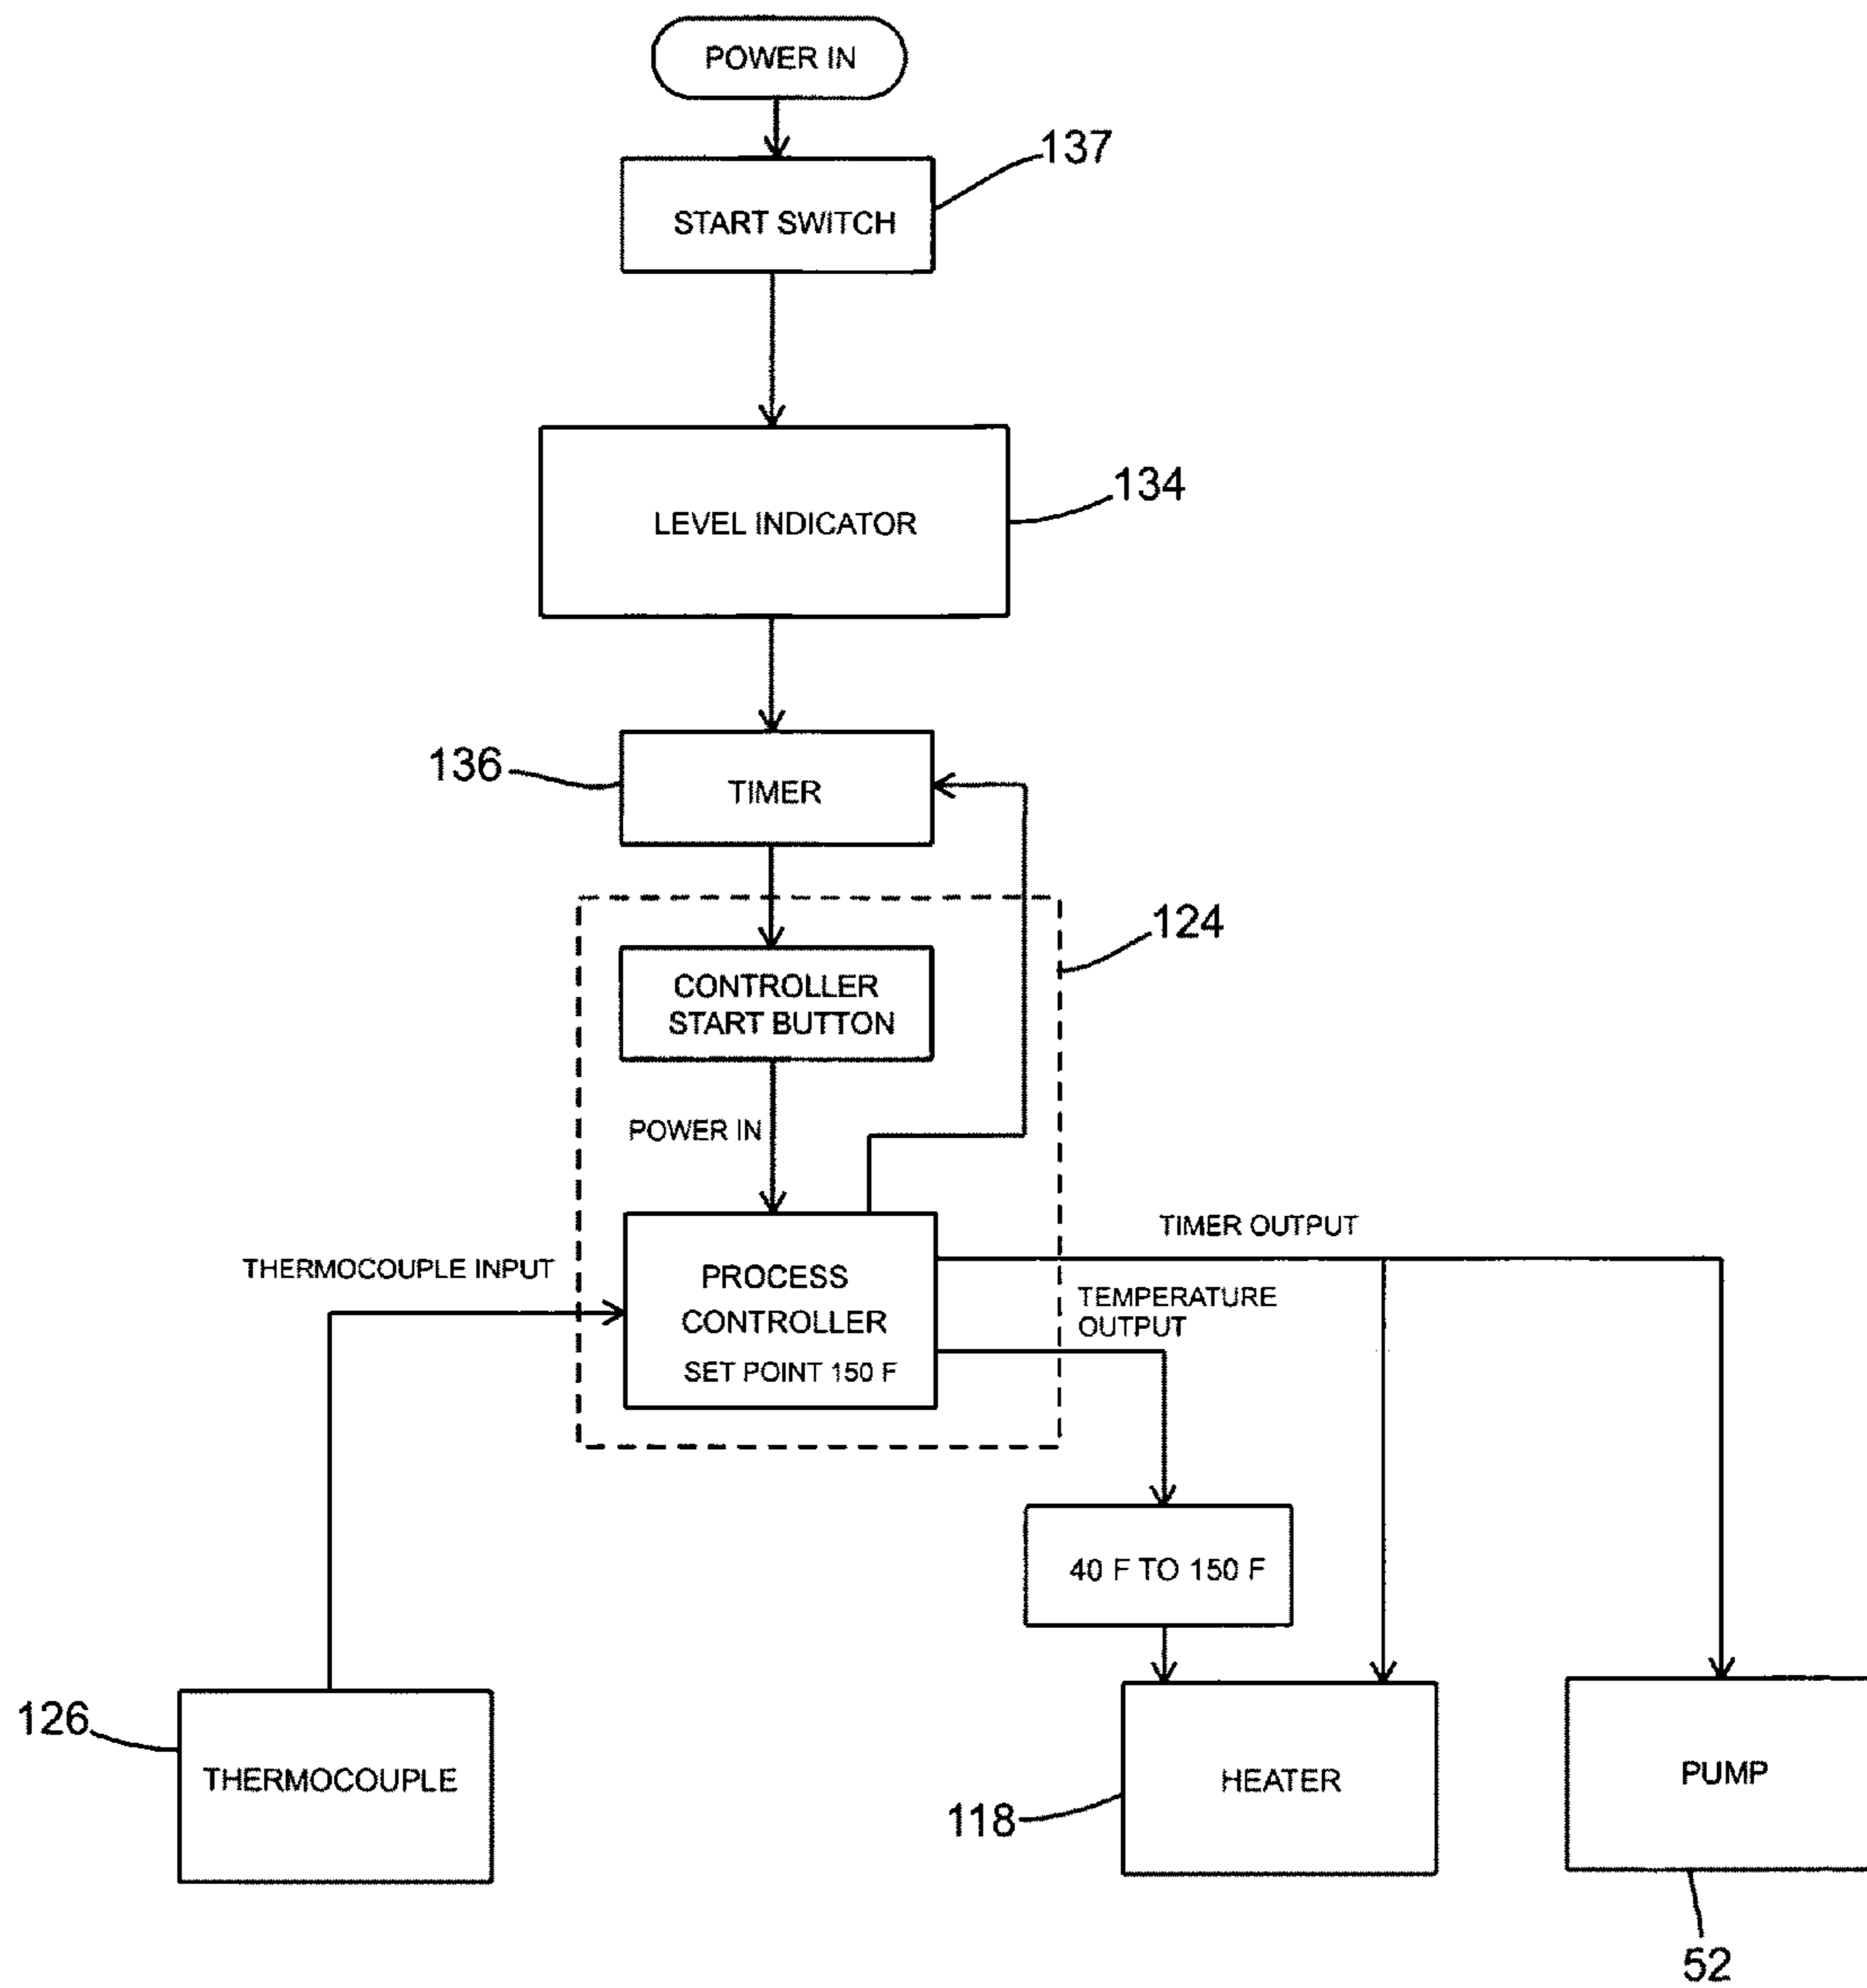 POWER IN
137
START SWITCH
134
LEVEL INDICATOR
136
TIMER
124
CONTROLLER
START BUTTON
POWER IN
TIMER OUTPUT
THERMOCOUPLE INPUT
PROCESS
CONTROLLER
SET POINT 150 F
TEMPERATURE
OUTPUT
40 F TO 150 F
126
THERMOCOUPLE
118
HEATER
PUMP
52